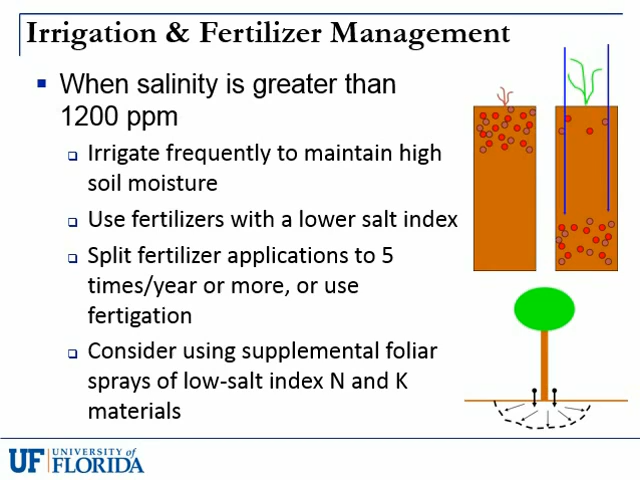 Irrigation & Fertilizer Management
When salinity is greater than
1200 ppm
Irrigate frequently to maintain high
soil moisture
Use fertilizers with a lower salt index
Split fertilizer applications to 5
times/year or more, or use
fertigation
Consider using supplemental foliar
sprays of low-salt index N and K
materials
UF UNIVERSITY of
FLORIDA